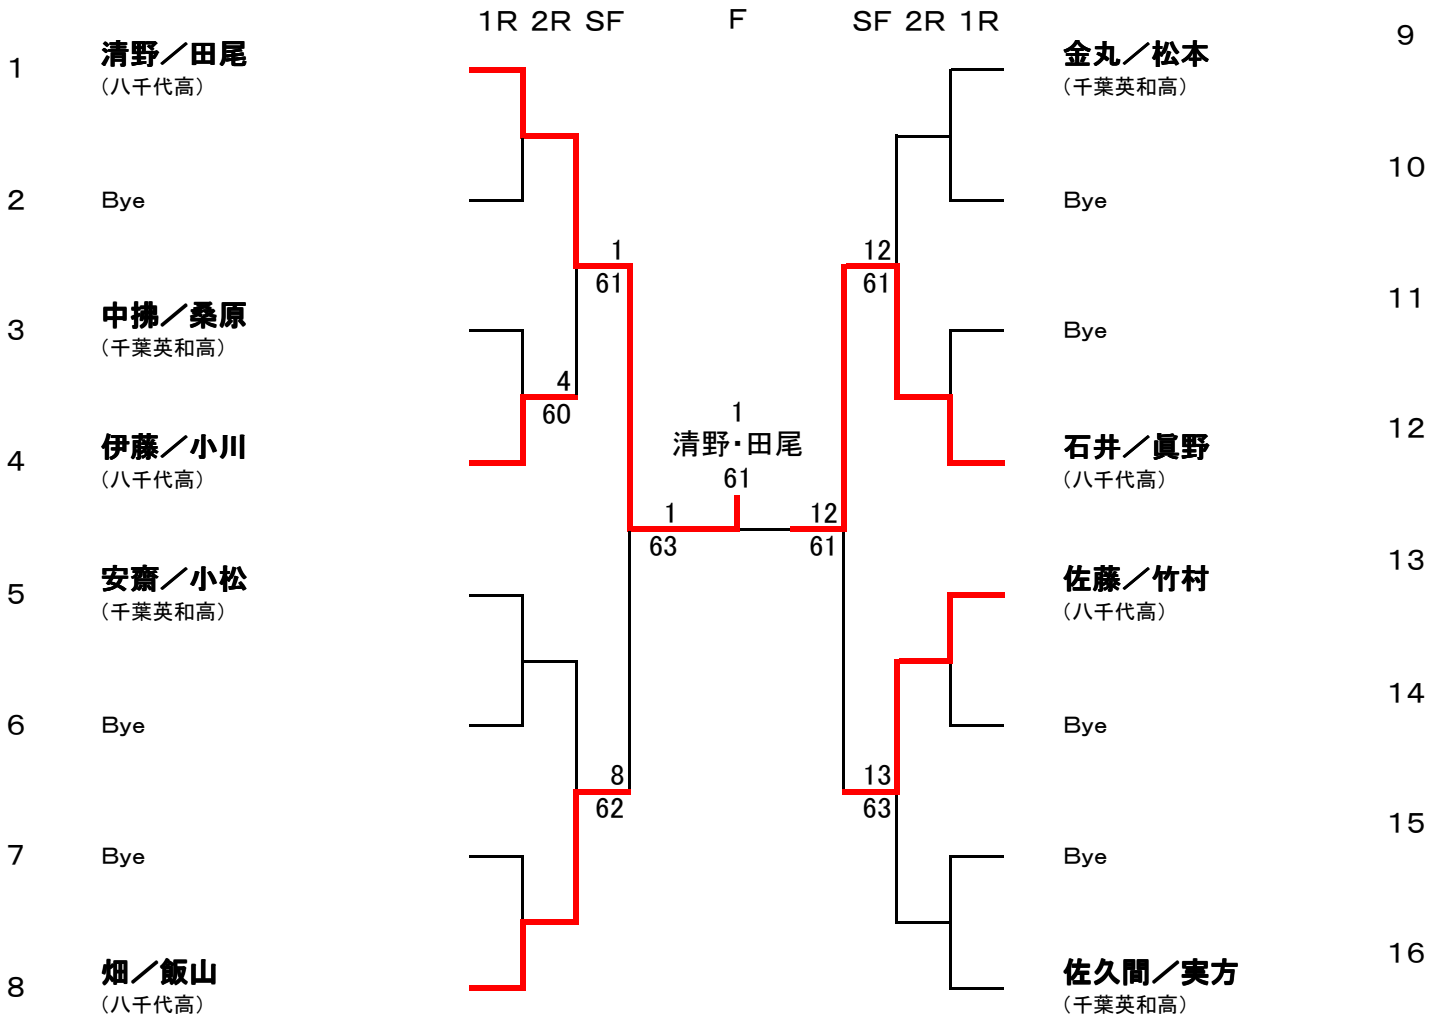 1R 2R SF F SF 2R 1R
1 清野／田尾
（八千代高）
2 Bye
3 中拂／桑原
（千葉英和高）
4 伊藤／小川
（八千代高）
5 安齋／小松
（千葉英和高）
6 Bye
7 Bye
8 畑／飯山
（八千代高）
1
61
4
60
8
62
1
63
1
清野・田尾
61
12
61
12
61
13
63
金丸／松本 9
（千葉英和高）
Bye 10
Bye 11
石井／眞野 12
（八千代高）
佐藤／竹村 13
（八千代高）
Bye 14
Bye 15
佐久間／実方 16
（千葉英和高）